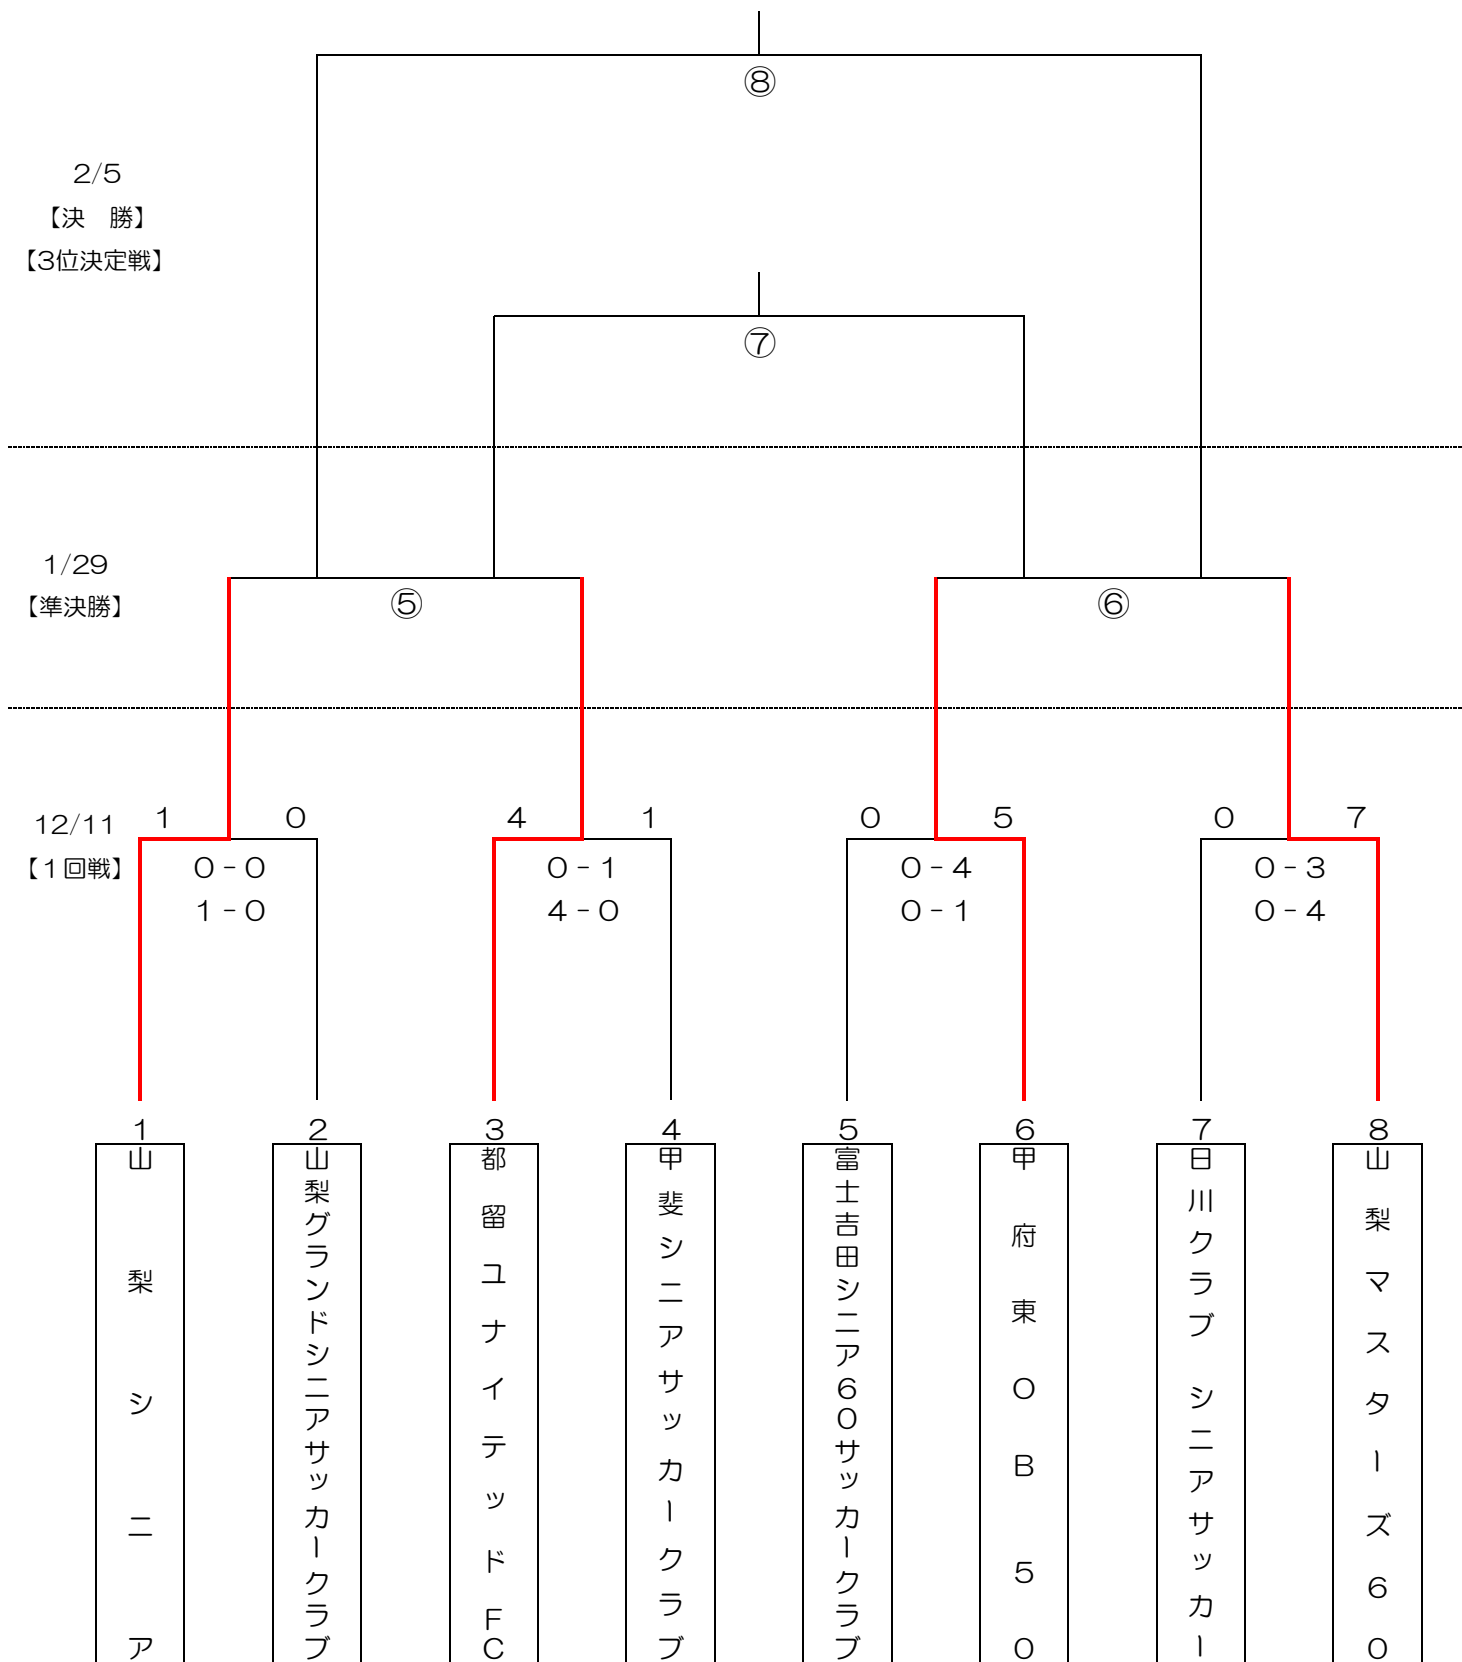 ⑧
2/5
【決　勝】
【3位決定戦】
⑦
1/29
【準決勝】
⑤
⑥
12/11
【1回戦】
1 0 4 1 0 5 0 7
0-0 0-1 0-4 0-3
1-0 4-0 0-1 0-4
1 2 3 4 5 6 7 8
山梨シニア
山梨グランドシニアサッカークラブ
都留ユナイテッドFC
甲斐シニアサッカークラブ
富士吉田シニア60サッカークラブ
甲府東OB50
日川クラブ　シニアサッカー
山梨マスターズ60